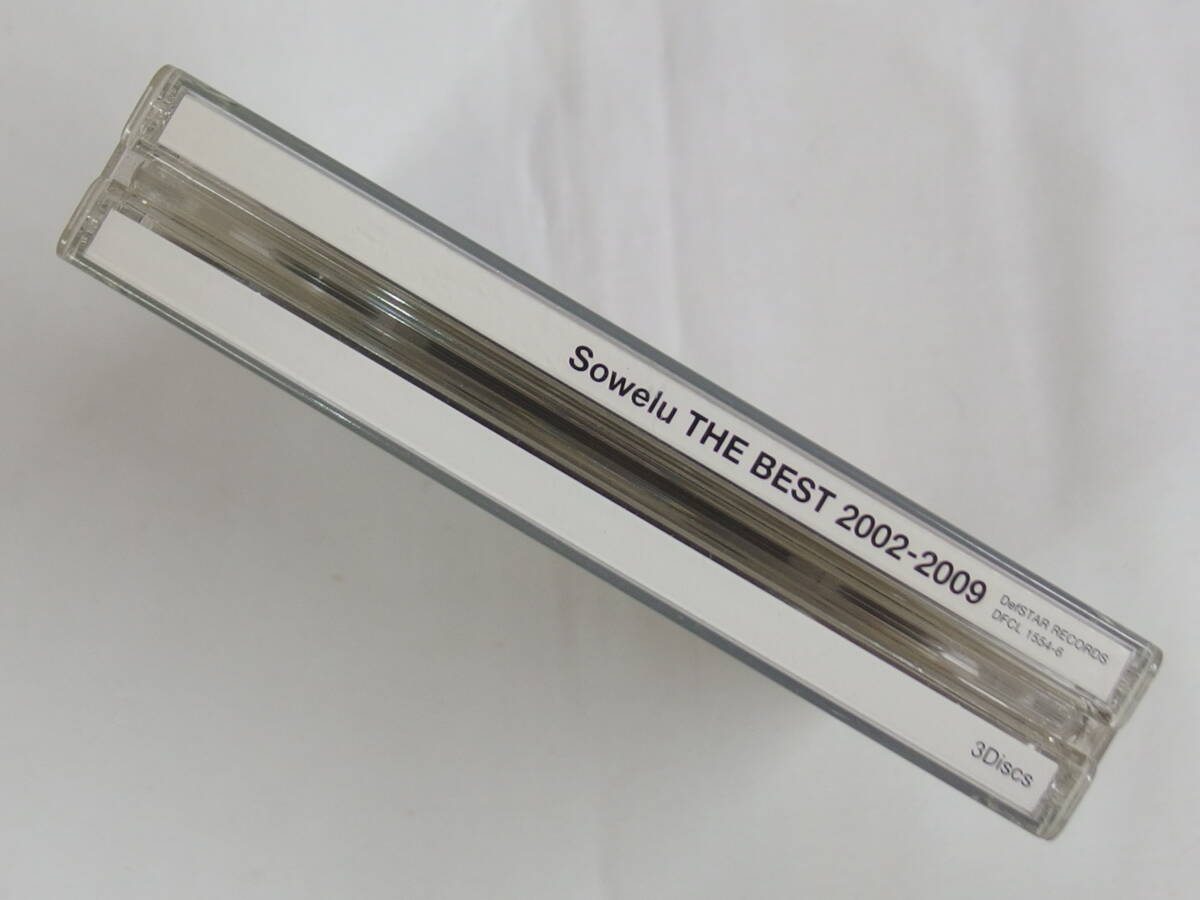 Sowelu THE BEST 2002-2009
DefSTAR RECORDS
DFCL 1554-6
3Discs